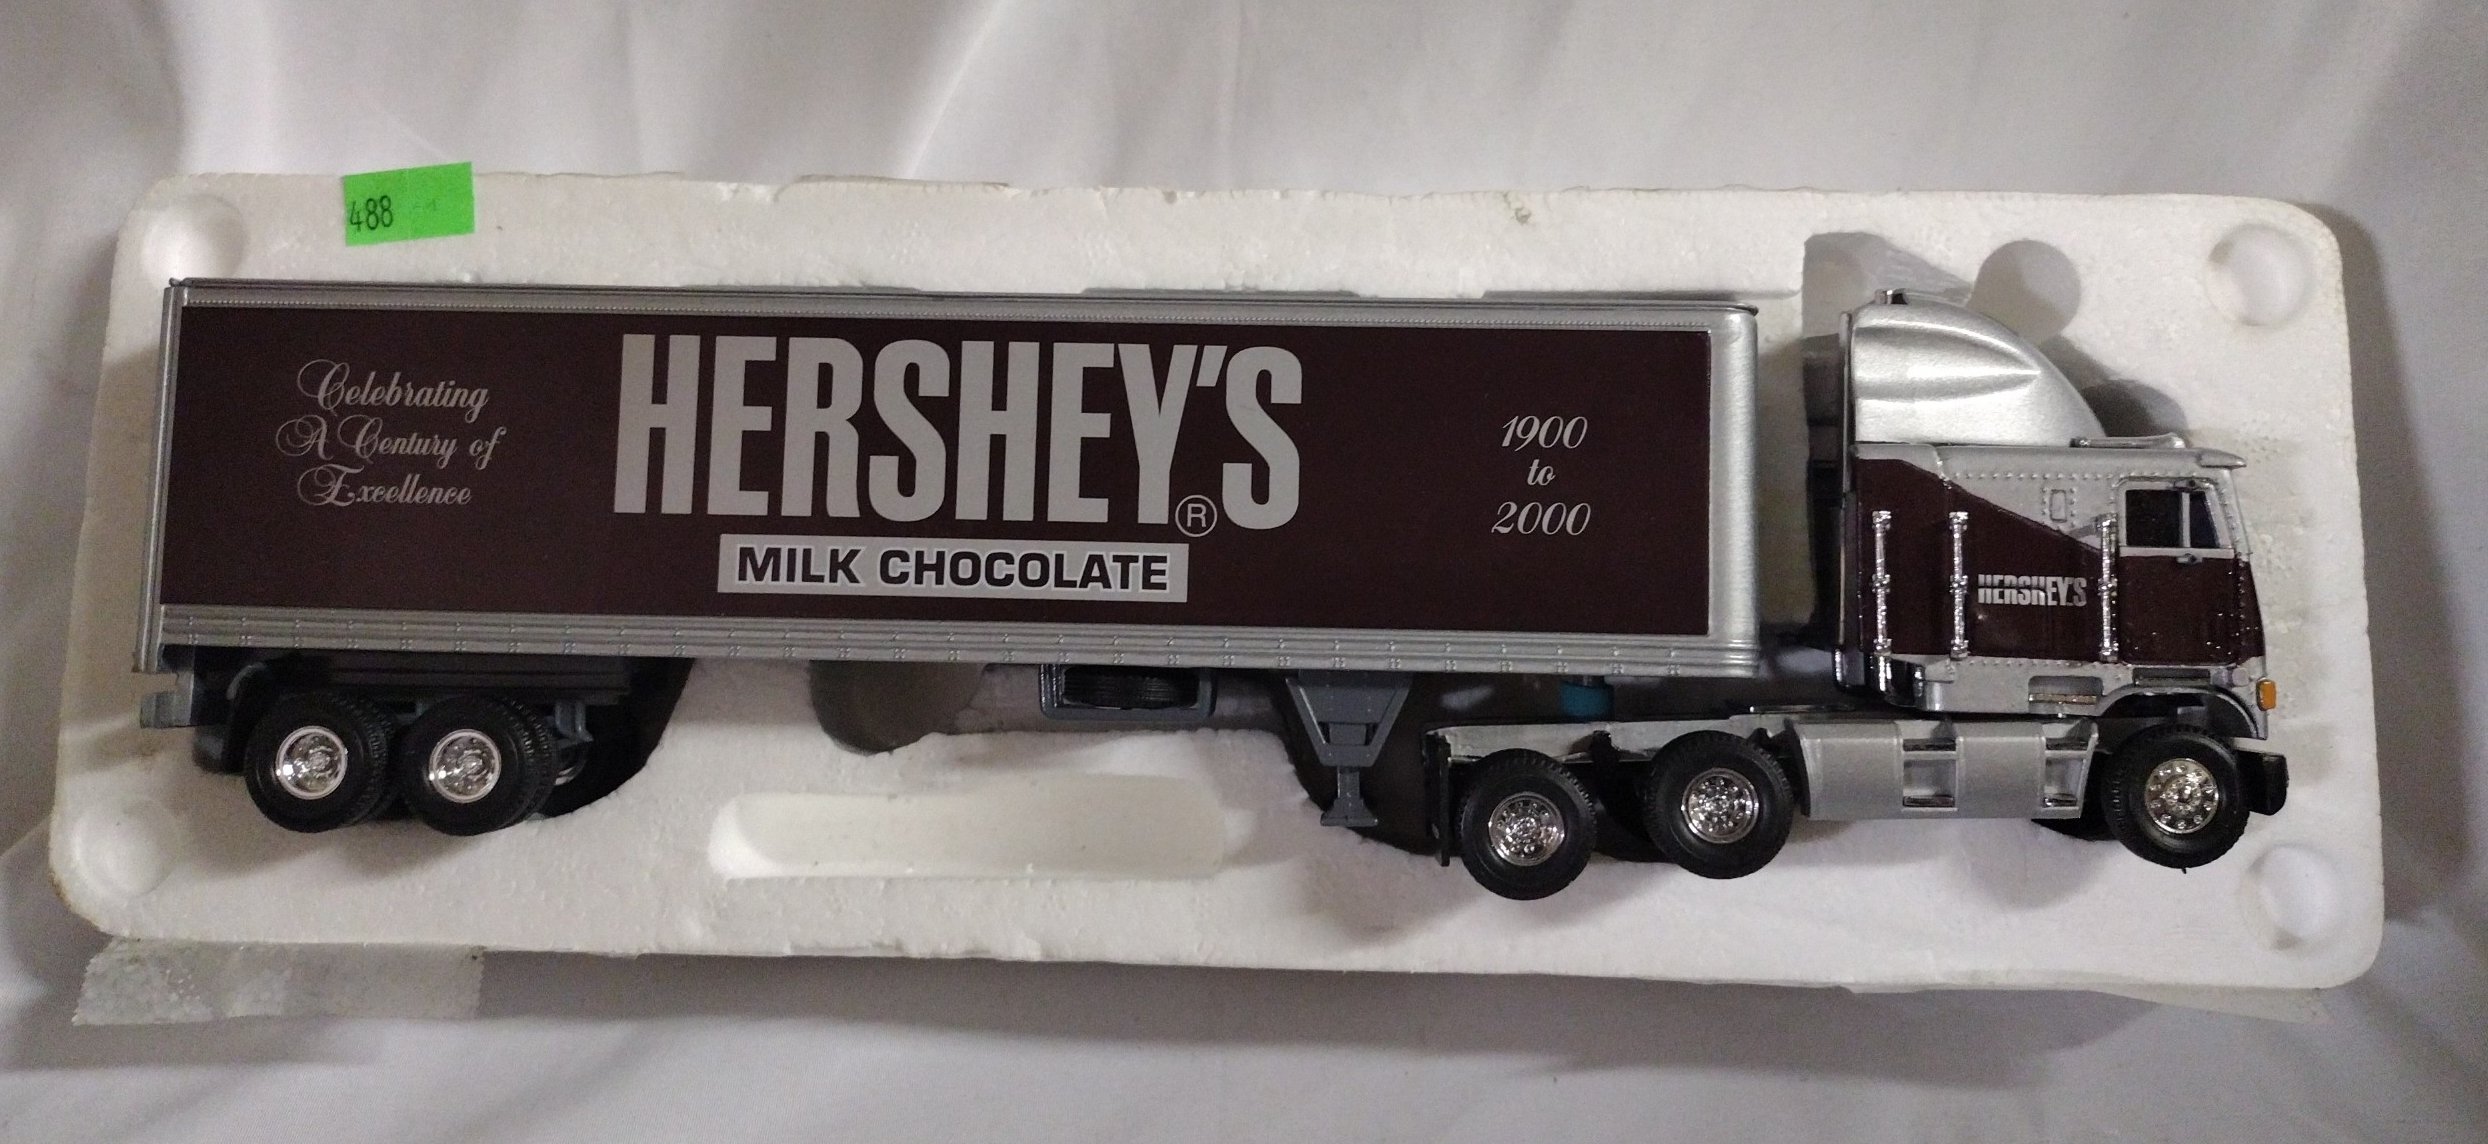 488
Celebrating
A Century of
Excellence
HERSHEY'S
®
MILK CHOCOLATE
1900
to
2000
HERSHEY'S